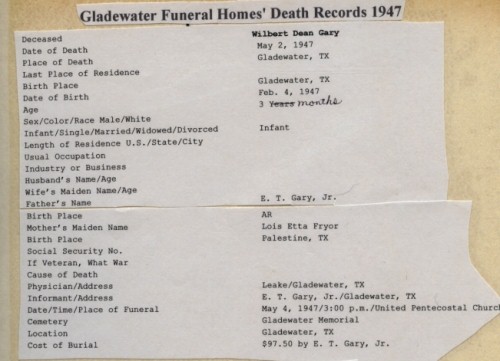 Gladewater Funeral Homes' Death Records 1947
Deceased Wilbert Dean Gary
Date of Death May 2, 1947
Place of Death Gladewater, TX
Last Place of Residence
Birth Place Gladewater, TX
Date of Birth Feb. 4, 1947
Age 3 Years months
Sex/Color/Race Male/White
Infant/Single/Married/Widowed/Divorced Infant
Length of Residence U.S./State/City
Usual Occupation
Industry or Business
Husband's Name/Age
Wife's Maiden Name/Age
Father's Name E. T. Gary, Jr.
Birth Place AR
Mother's Maiden Name Lois Etta Fryor
Birth Place Palestine, TX
Social Security No.
If Veteran, What War
Cause of Death
Physician/Address Leake/Gladewater, TX
Informant/Address E. T. Gary, Jr./Gladewater, TX
Date/Time/Place of Funeral May 4, 1947/3:00 p.m./United Pentecostal Churc
Cemetery Gladewater Memorial
Location Gladewater, TX
Cost of Burial $97.50 by E. T. Gary, Jr.